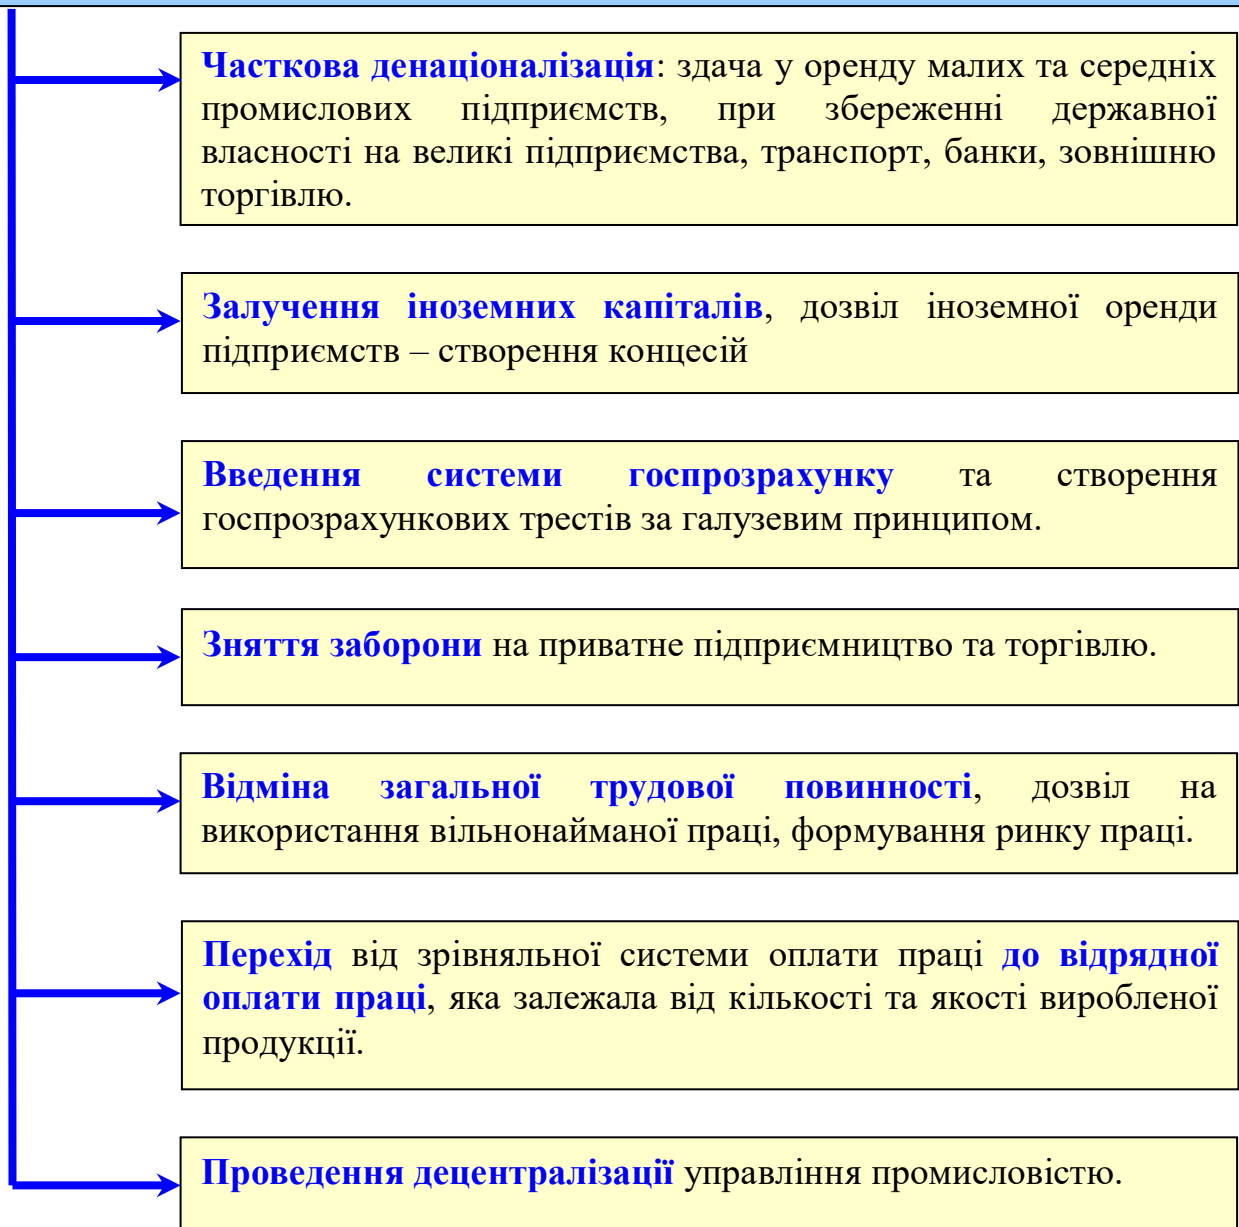 Часткова денаціоналізація: здача у оренду малих та середніх
промислових підприємств, при збереженні державної
власності на великі підприємства, транспорт, банки, зовнішню
торгівлю.
Залучення іноземних капіталів, дозвіл іноземної оренди
підприємств – створення концесій
Введення системи госпрозрахунку та створення
госпрозрахункових трестів за галузевим принципом.
Зняття заборони на приватне підприємництво та торгівлю.
Відміна загальної трудової повинності, дозвіл на
використання вільнонайманої праці, формування ринку праці.
Перехід від зрівняльної системи оплати праці до відрядної
оплати праці, яка залежала від кількості та якості виробленої
продукції.
Проведення децентралізації управління промисловістю.